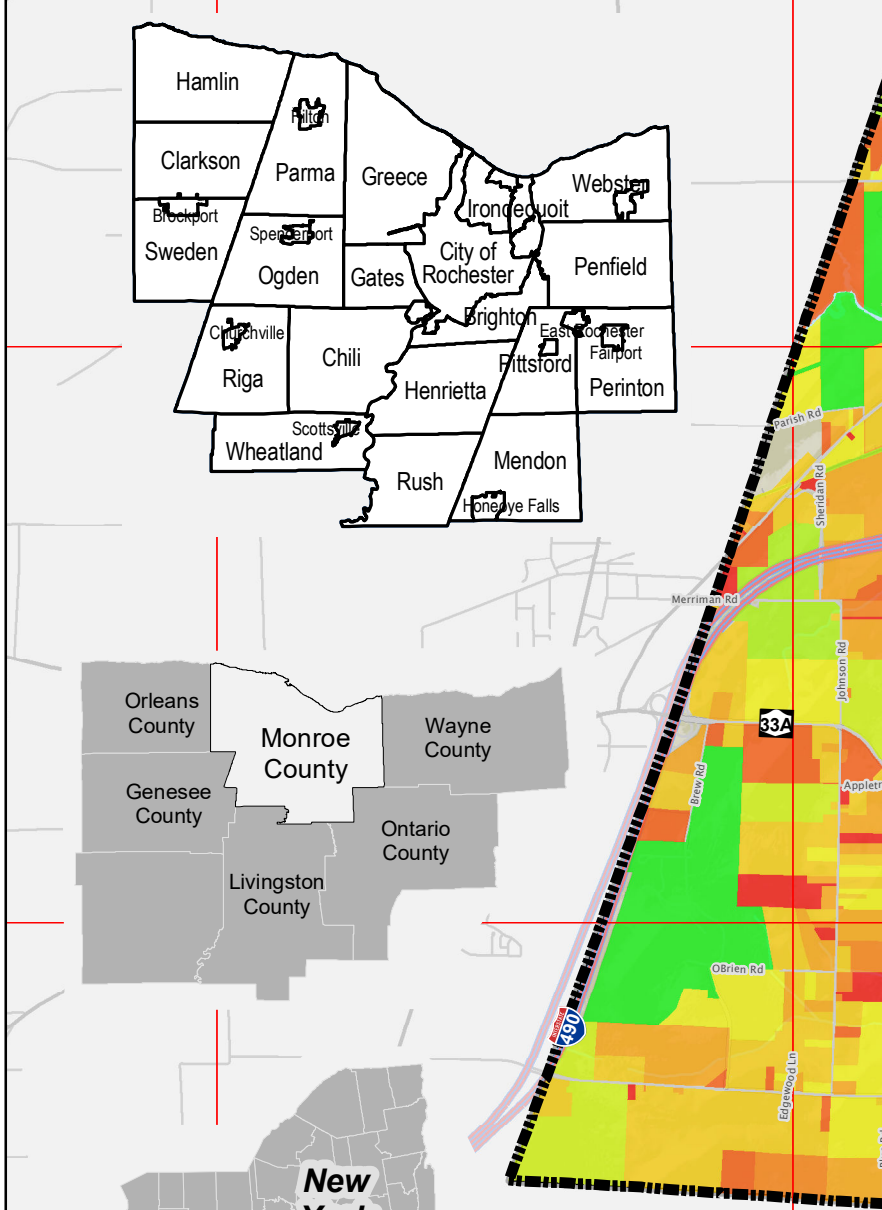 Hamlin
Hilton
Clarkson
Parma
Greece
Webster
Irondequoit
Brockport
Spencerport
Sweden
Ogden
Gates
City of
Rochester
Penfield
Brighton
East Rochester
Churchville
Chili
Fairport
Pittsford
Riga
Henrietta
Perinton
Scottsville
Wheatland
Mendon
Rush
Honeoye Falls
Parish Rd
Sheridan Rd
Merriman Rd
Johnson Rd
33A
Brew Rd
Appletr
Orleans
County
Monroe
County
Wayne
County
Genesee
County
Ontario
County
Livingston
County
OBrien Rd
INTERSTATE
490
Edgewood Ln
New
York